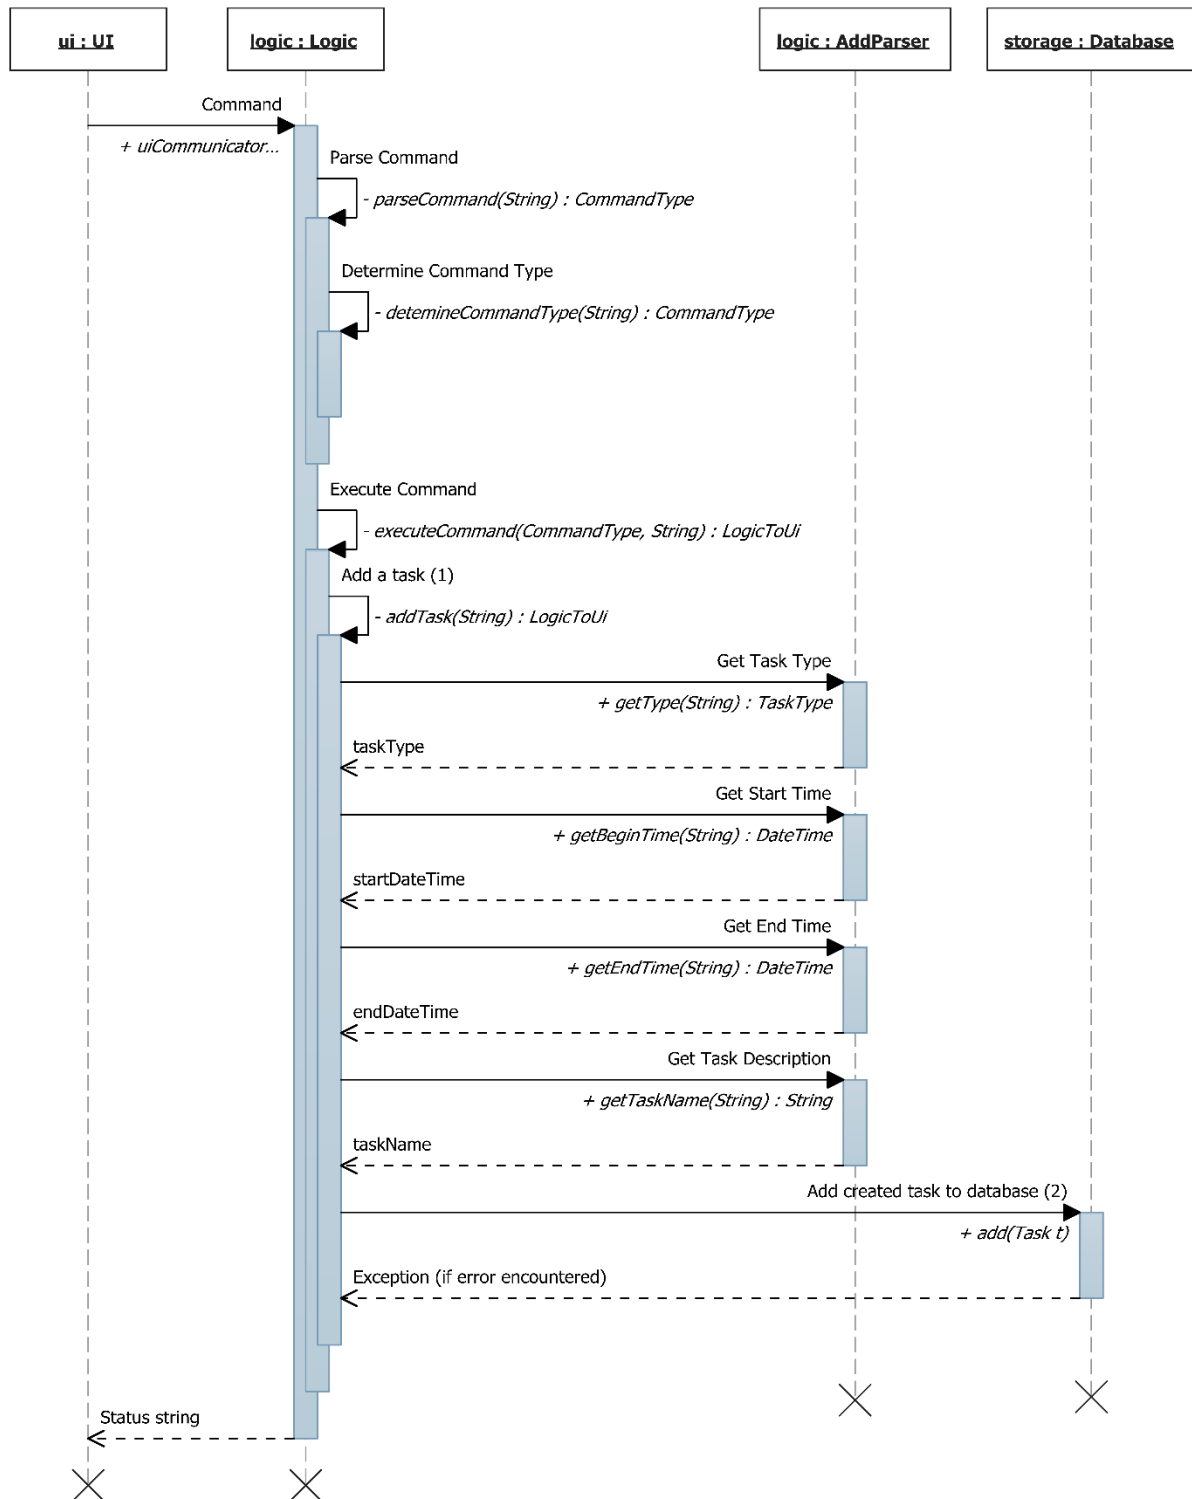 ui : UI
logic : Logic
logic : AddParser
storage : Database
Command
+ uiCommunicator...
Parse Command
- parseCommand(String) : CommandType
Determine Command Type
- detemineCommandType(String) : CommandType
Execute Command
- executeCommand(CommandType, String) : LogicToUi
Add a task (1)
- addTask(String) : LogicToUi
Get Task Type
+ getType(String) : TaskType
taskType
Get Start Time
+ getBeginTime(String) : DateTime
startDateTime
Get End Time
+ getEndTime(String) : DateTime
endDateTime
Get Task Description
+ getTaskName(String) : String
taskName
Add created task to database (2)
+ add(Task t)
Exception (if error encountered)
Status string